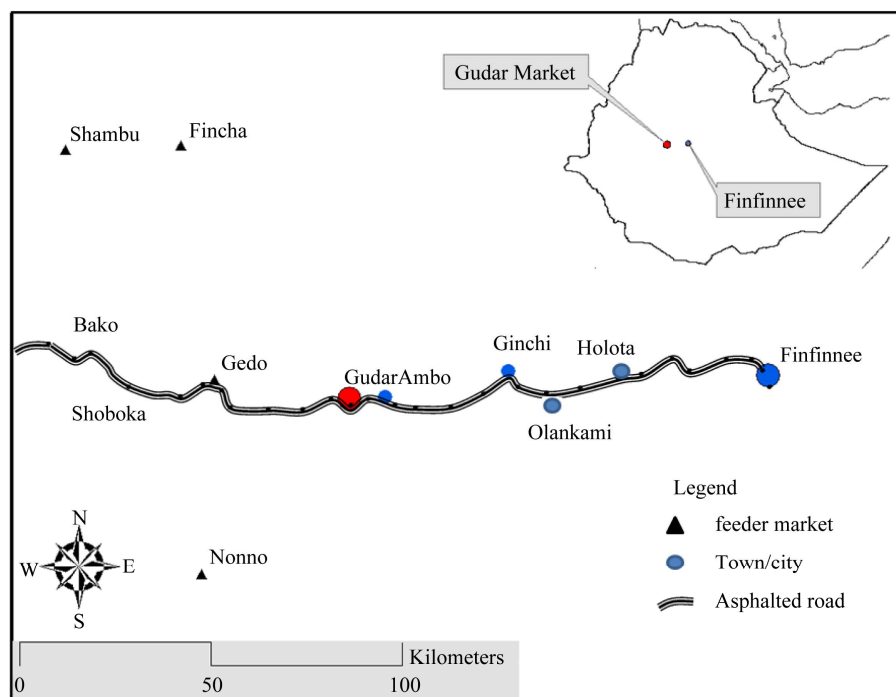 Gudar Market
Finfinnee
Shambu
Fincha
Bako
Gedo
Shoboka
GudarAmbo
Ginchi
Holota
Olankami
Finfinnee
Nonno
N
W
E
S
Legend
feeder market
Town/city
Asphalted road
Kilometers
0 50 100